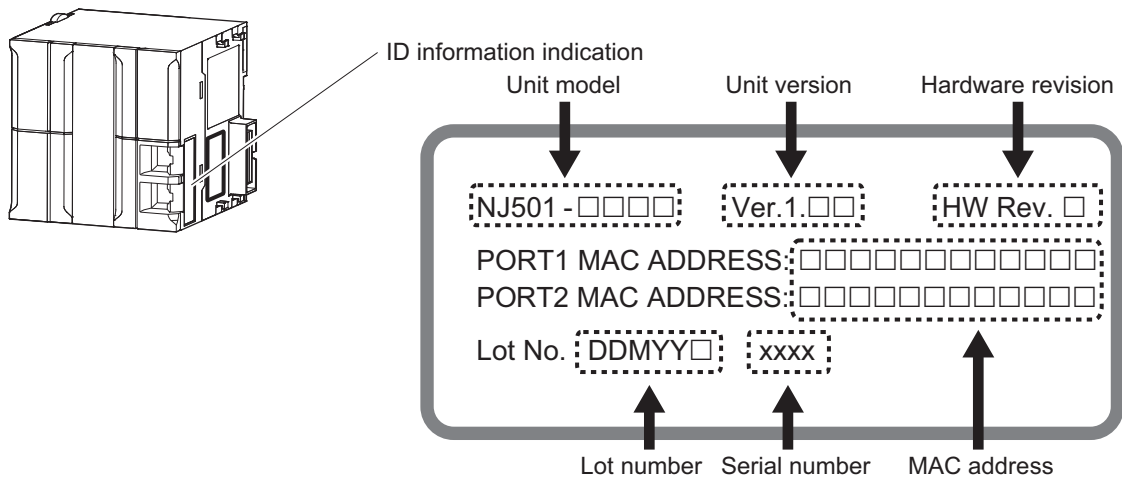 ID information indication
Unit model Unit version Hardware revision
NJ501-□□□□ Ver.1.□□ HW Rev. □
PORT1 MAC ADDRESS:□□□□□□□□□□□□
PORT2 MAC ADDRESS:□□□□□□□□□□□□
Lot No. DDMYY□ xxxx
Lot number Serial number MAC address